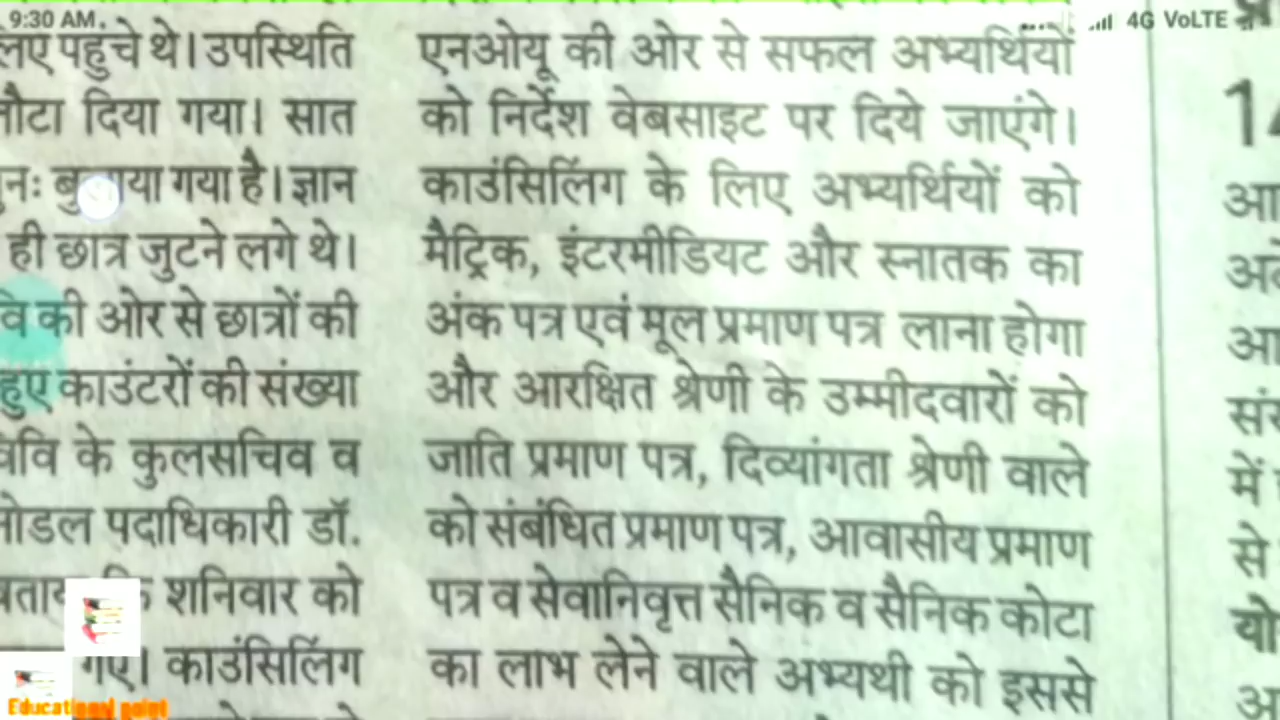 9:30 AM
4G VoLTE
पहुंचे थे। उपस्थिति
दिया गया। सात
गया है। ज्ञान
ही छात्र जुटने लगे थे।
की ओर से छात्रों की
हुए काउंटरों की संख्या
के कुलसचिव व
पदाधिकारी डॉ.
शनिवार को
गए। काउंसिलिंग
एनओयू की ओर से सफल अभ्यर्थियों
को निर्देश वेबसाइट पर दिये जाएंगे।
काउंसिलिंग के लिए अभ्यर्थियों को
मैट्रिक, इंटरमीडियट और स्नातक का
अंक पत्र एवं मूल प्रमाण पत्र लाना होगा
और आरक्षित श्रेणी के उम्मीदवारों को
जाति प्रमाण पत्र, दिव्यांगता श्रेणी वाले
को संबंधित प्रमाण पत्र, आवासीय प्रमाण
पत्र व सेवानिवृत्त सैनिक व सैनिक कोटा
का लाभ लेने वाले अभ्यथी को इससे
में
से
Educational point